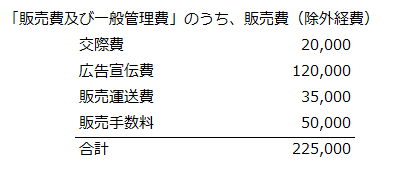 「販売費及び一般管理費」のうち、販売費（除外経費）
交際費 20,000
広告宣伝費 120,000
販売運送費 35,000
販売手数料 50,000
合計 225,000